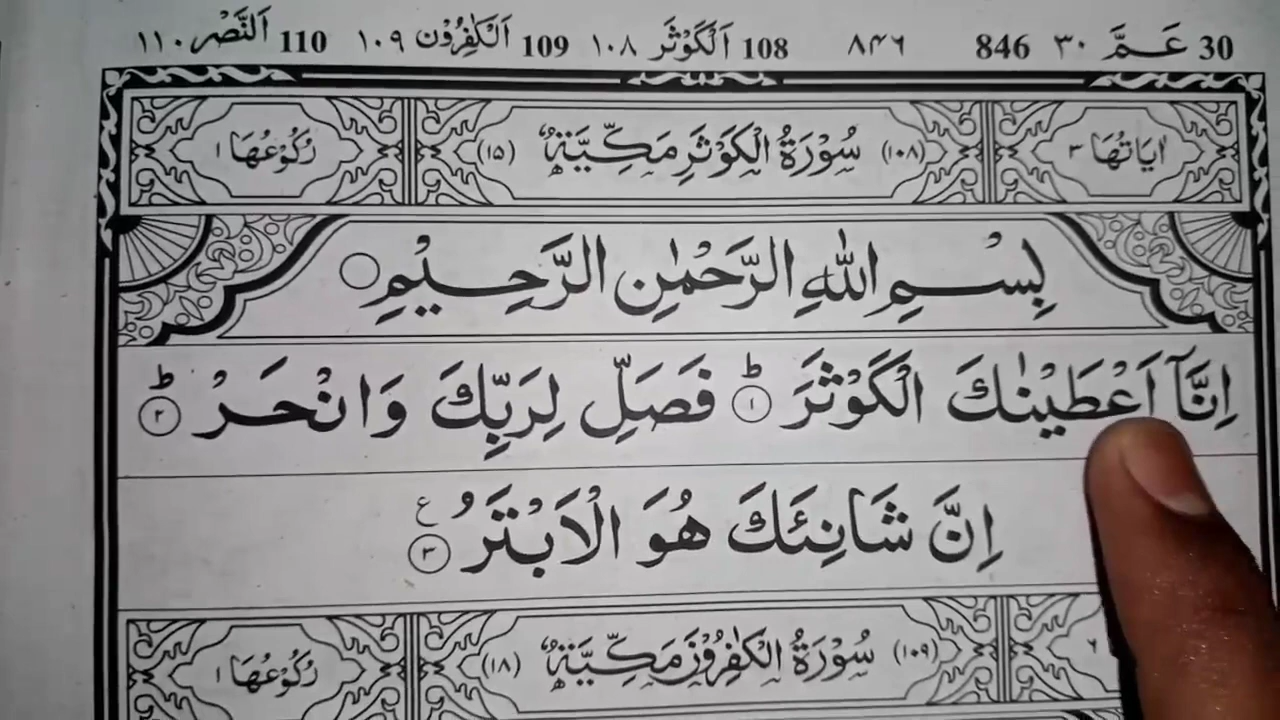 30 عَمَّ ٣٠ 846 ٨٤٦ 108 اَلْكَوْثَر ١٠٨ 109 اَلْكٰفِرُوْن ١٠٩ 110 اَلنَّصْر ١١٠
اٰيَاتُهَا ٣ (١٠٨) سُوْرَةُ الْكَوْثَرِ مَكِّيَّةٌ (١٥) رُكُوْعُهَا ١
بِسْمِ اللّٰهِ الرَّحْمٰنِ الرَّحِيْمِ
اِنَّاۤ اَعْطَيْنٰكَ الْكَوْثَرَ ؕ ١ فَصَلِّ لِرَبِّكَ وَانْحَرْ ؕ ٢
اِنَّ شَانِئَكَ هُوَ الْاَبْتَرُ ع ٣
٦ (١٠٩) سُوْرَةُ الْكٰفِرُوْنَ مَكِّيَّةٌ (١٨) رُكُوْعُهَا ١